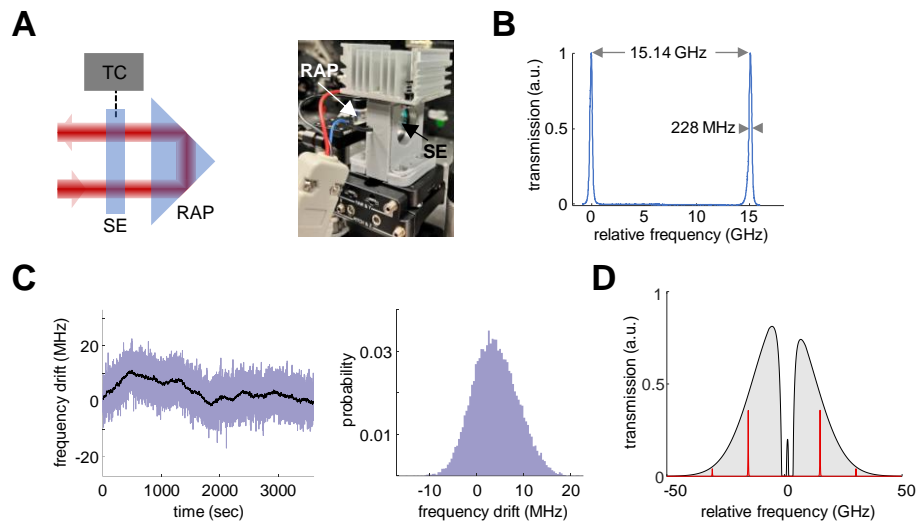 A
TC
SE
RAP
RAP
SE
B
transmission (a.u.)
1
0.5
0
15.14 GHz
228 MHz
0
5
10
15
relative frequency (GHz)
C
frequency drift (MHz)
20
0
-20
0
1000
2000
3000
time (sec)
probability
0.03
0.01
-10
0
10
20
frequency drift (MHz)
D
transmission (a.u.)
1
0.5
0
-50
0
50
relative frequency (GHz)